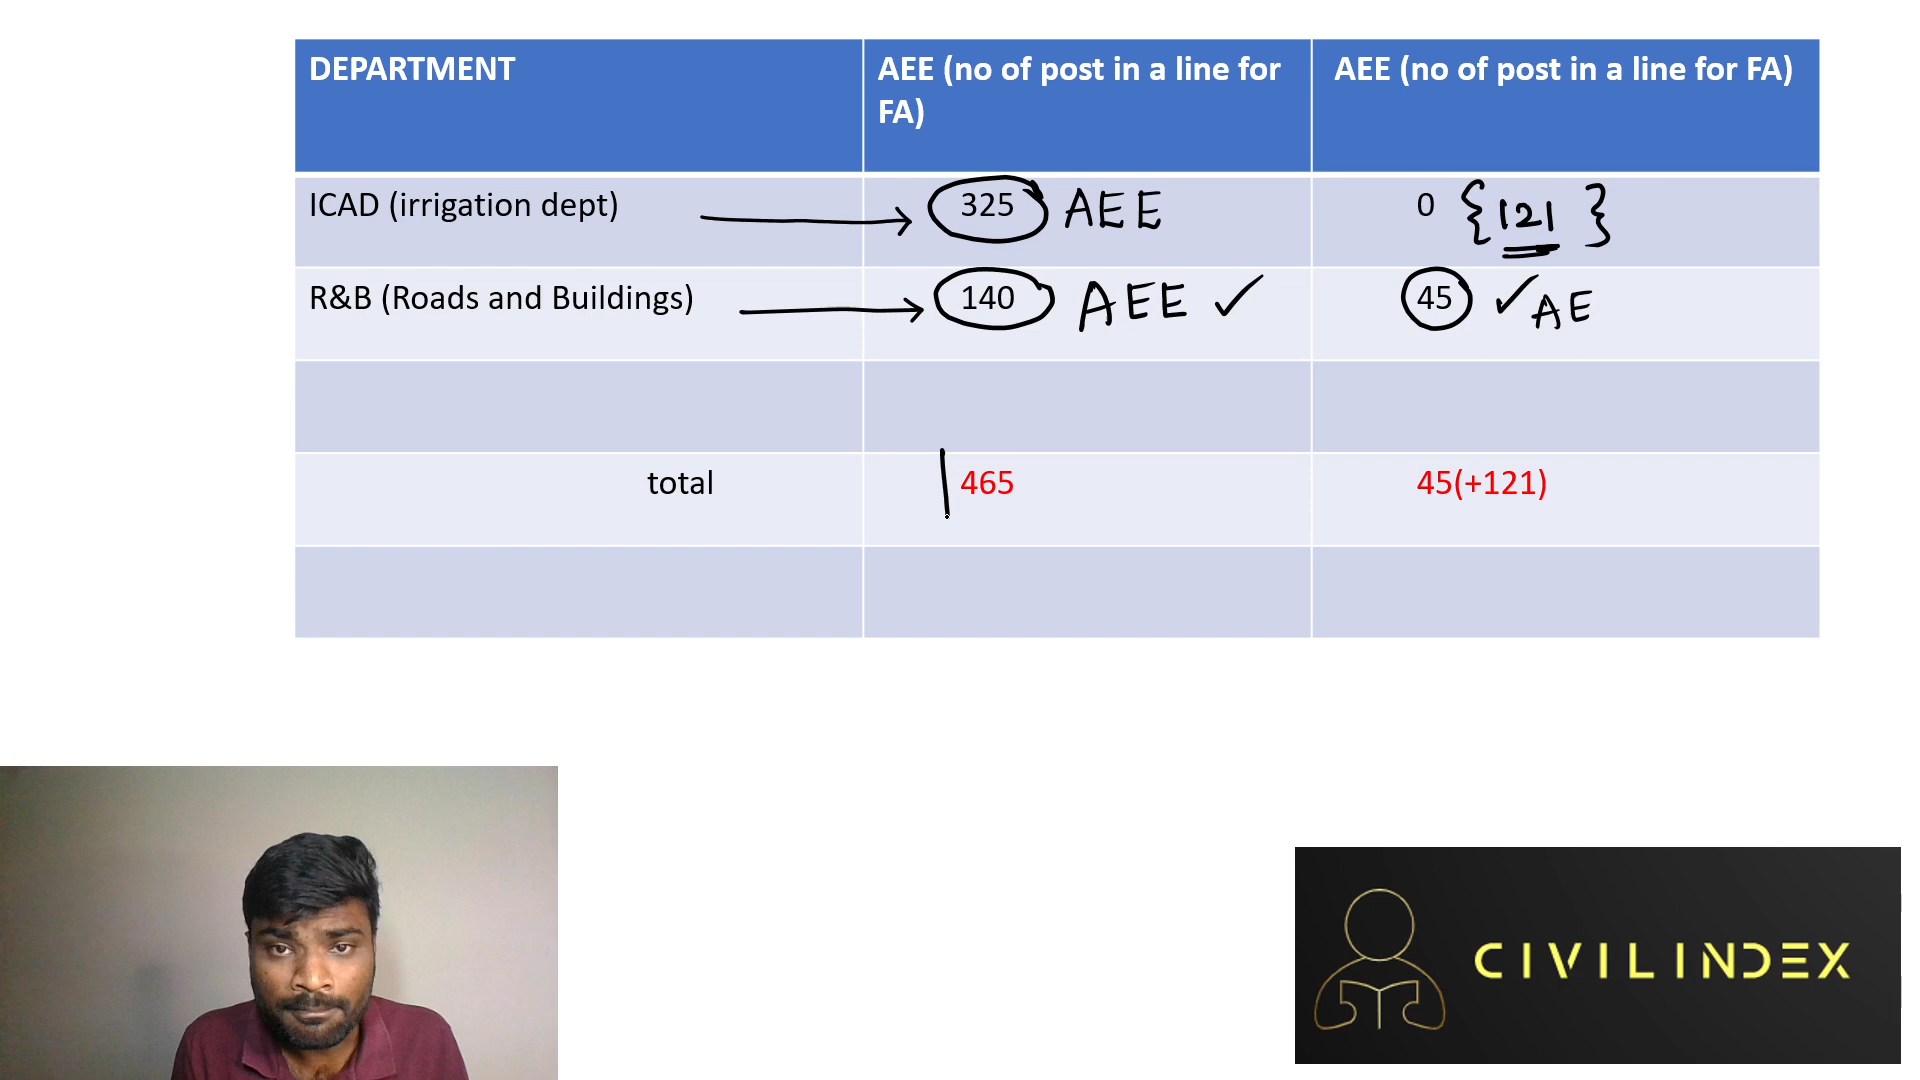 DEPARTMENT
AEE (no of post in a line for
FA)
AEE (no of post in a line for FA)
ICAD (irrigation dept)
325 AEE
0 {121}
R&B (Roads and Buildings)
140 AEE ✓
45 ✓AE
total
465
45(+121)
CIVILINDEX